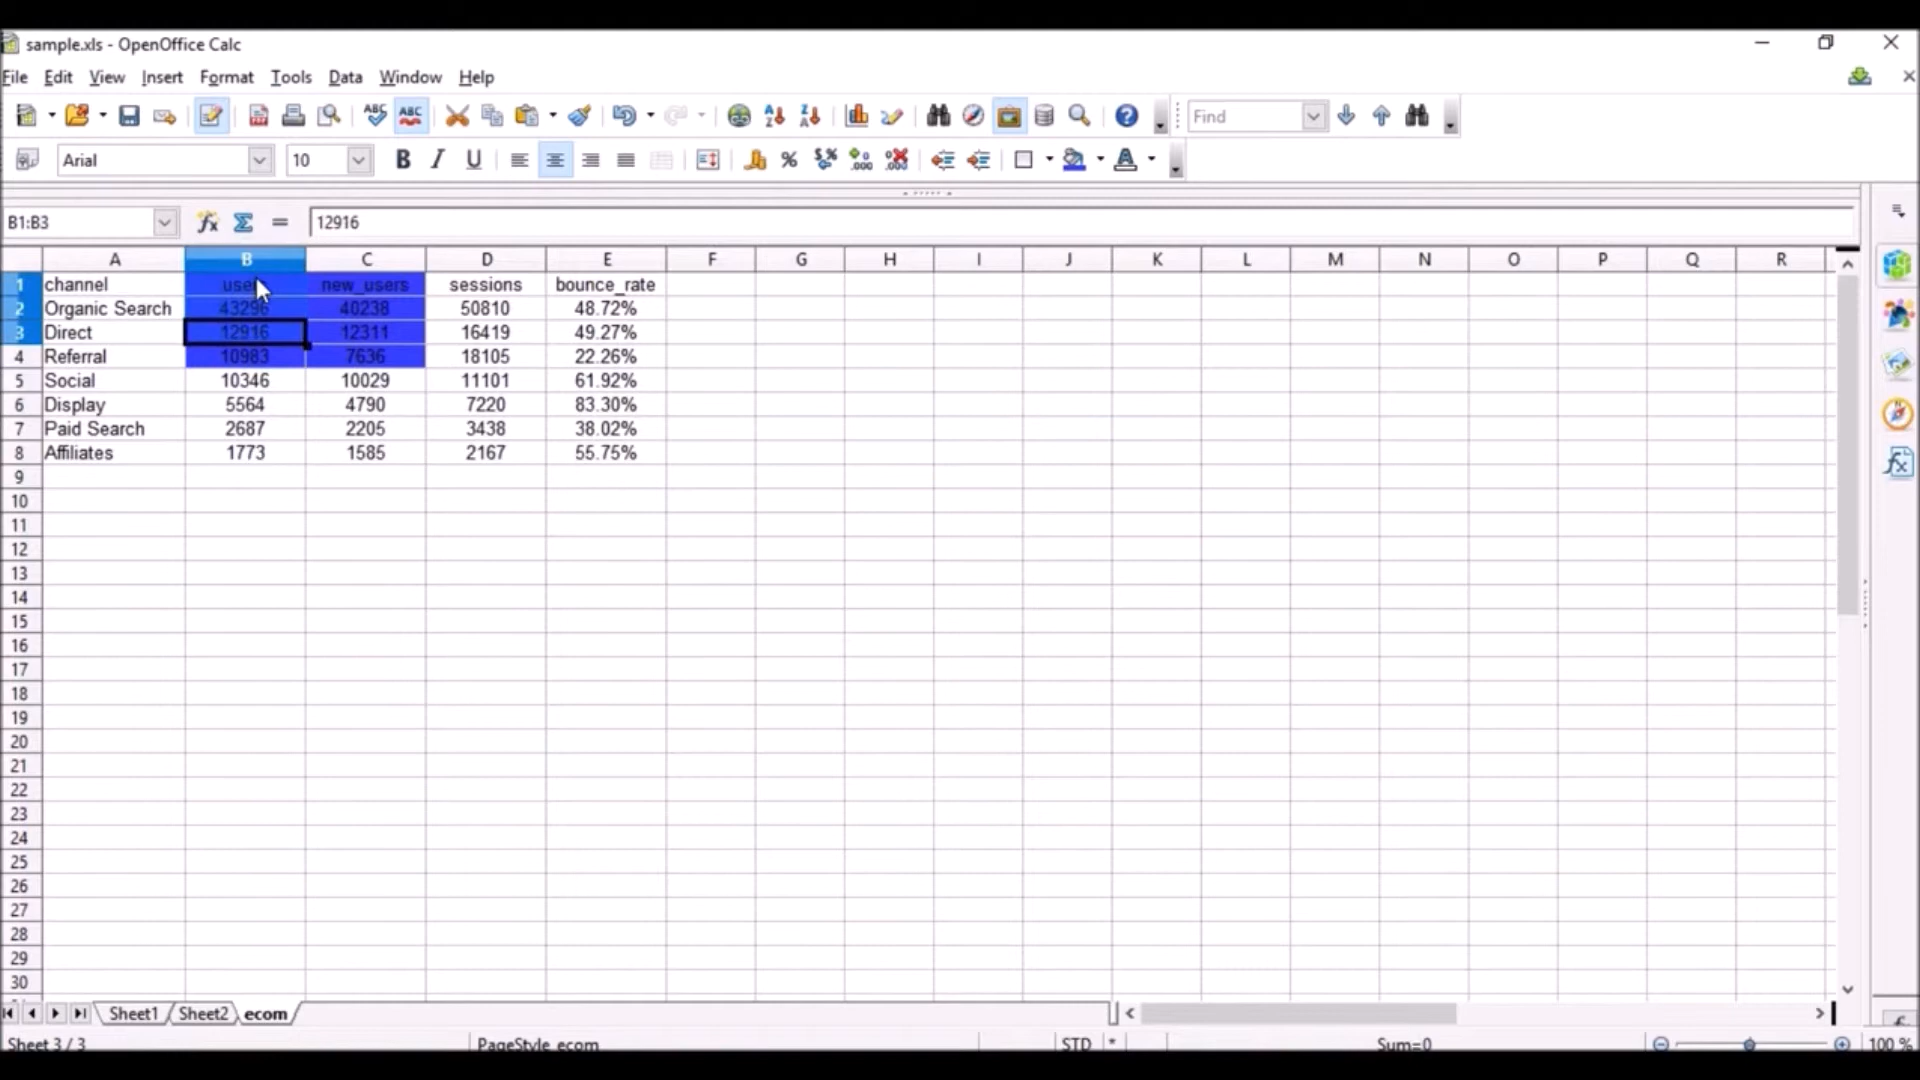 sample.xls - OpenOffice Calc
File Edit View Insert Format Tools Data Window Help
Find
Arial 10
B1:B3 12916
A B C D E F G H I J K L M N O P Q R
1 channel new_users sessions bounce_rate
2 Organic Search 43296 40238 50810 48.72%
3 Direct 12916 12311 16419 49.27%
4 Referral 10983 7636 18105 22.26%
5 Social 10346 10029 11101 61.92%
6 Display 5564 4790 7220 83.30%
7 Paid Search 2687 2205 3438 38.02%
8 Affiliates 1773 1585 2167 55.75%
9
10
11
12
13
14
15
16
17
18
19
20
21
22
23
24
25
26
27
28
29
30
Sheet1 Sheet2 ecom
Sheet 3 / 3 PageStyle_ecom STD * Sum=0 100 %